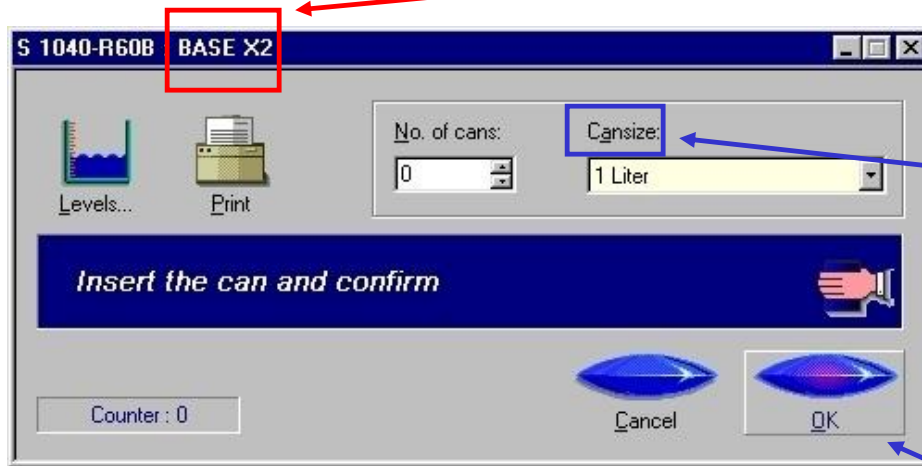 S 1040-R60B : BASE X2
No. of cans:
Cansize:
0
1 Liter
Levels...
Print
Insert the can and confirm
Counter : 0
Cancel
OK